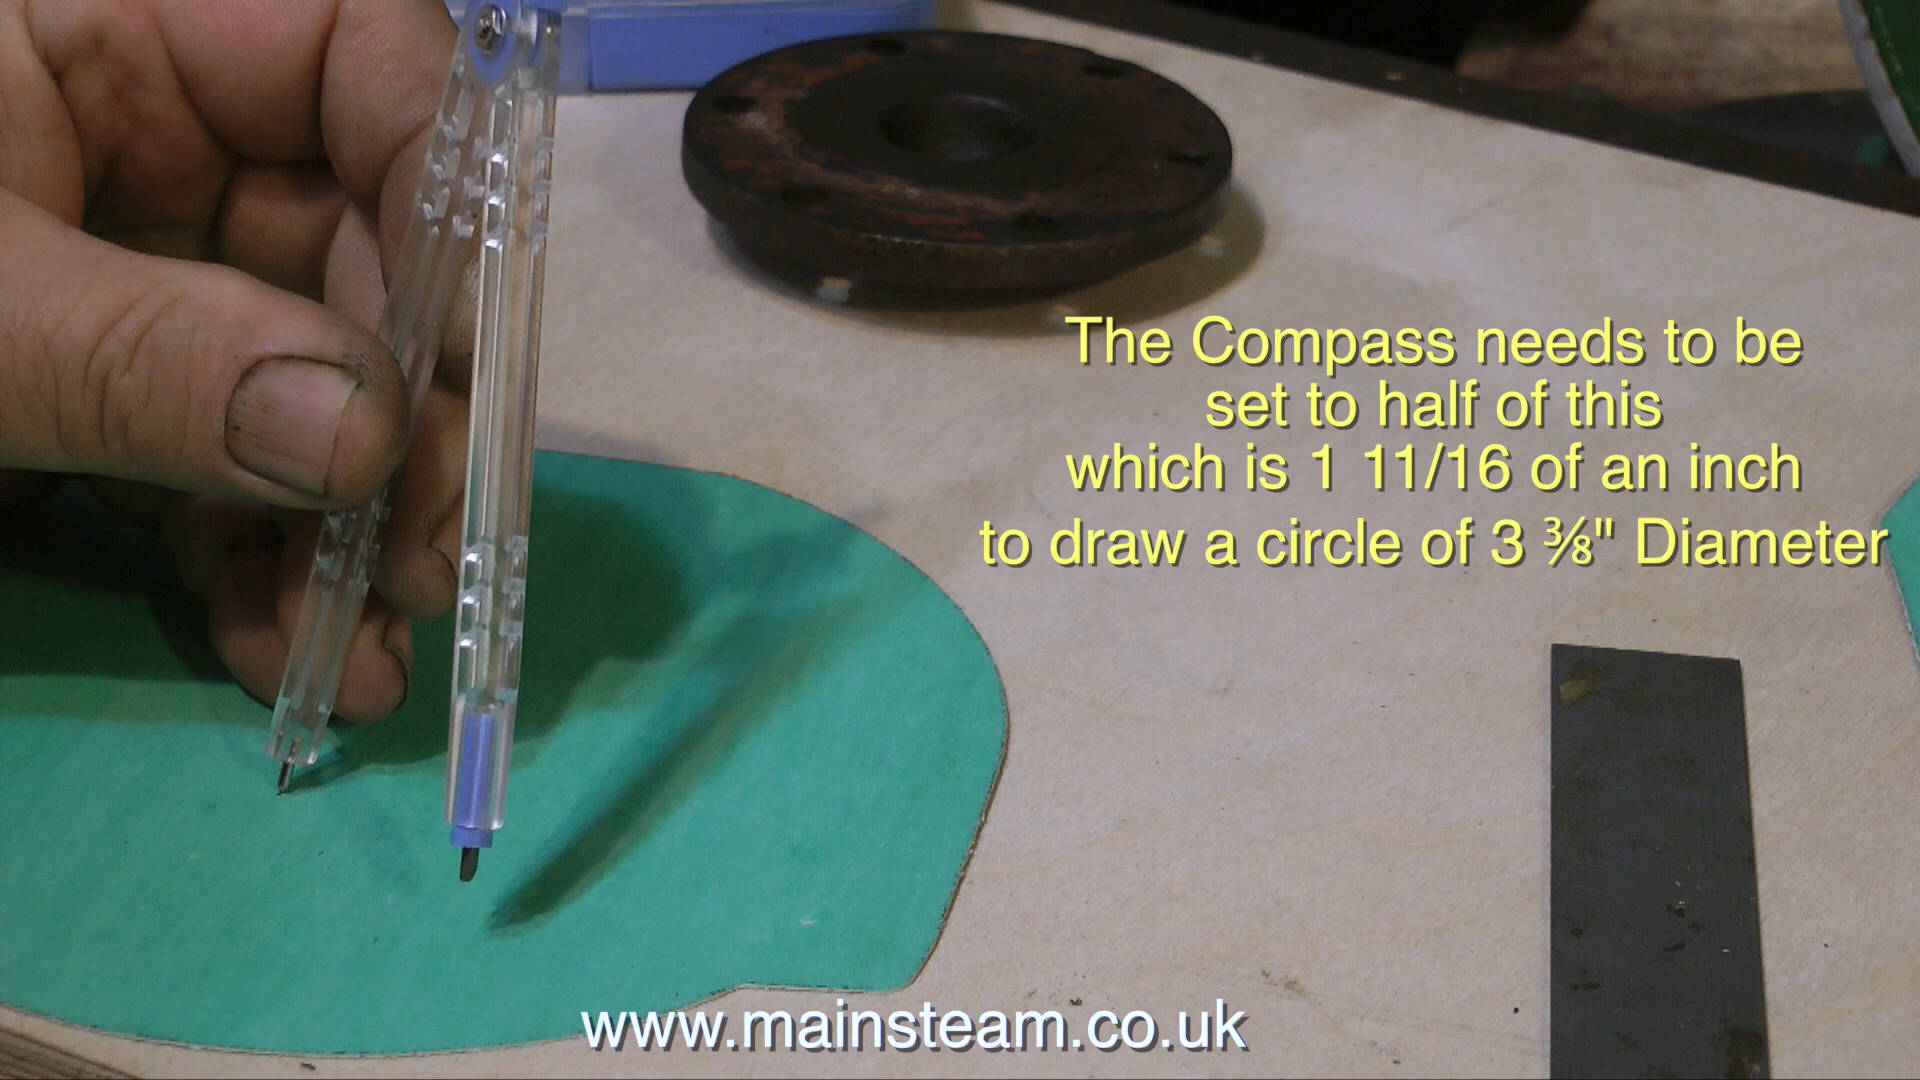 The Compass needs to be
set to half of this
which is 1 11/16 of an inch
to draw a circle of 3 ⅜" Diameter
www.mainsteam.co.uk